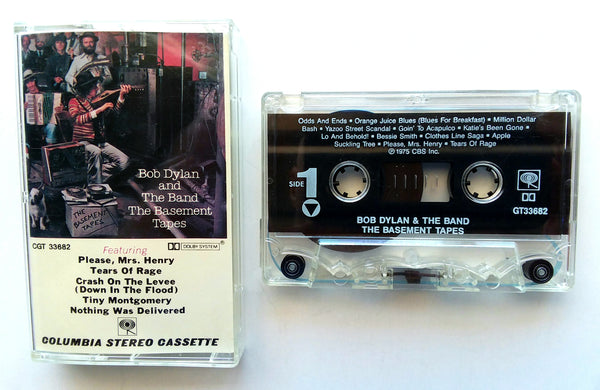 Bob Dylan
and
The Band
The Basement
Tapes
THE
BASEMENT
TAPES
CGT 33682
DOLBY SYSTEM®
Featuring
Please, Mrs. Henry
Tears Of Rage
Crash On The Levee
(Down In The Flood)
Tiny Montgomery
Nothing Was Delivered
COLUMBIA STEREO CASSETTE
Odds And Ends • Orange Juice Blues (Blues For Breakfast) • Million Dollar
Bash • Yazoo Street Scandal • Goin' To Acapulco • Katie's Been Gone
Lo And Behold! • Bessie Smith • Clothes Line Saga • Apple
Suckling Tree • Please, Mrs. Henry • Tears Of Rage
℗1975 CBS Inc.
SIDE 1
GT33682
BOB DYLAN & THE BAND
THE BASEMENT TAPES